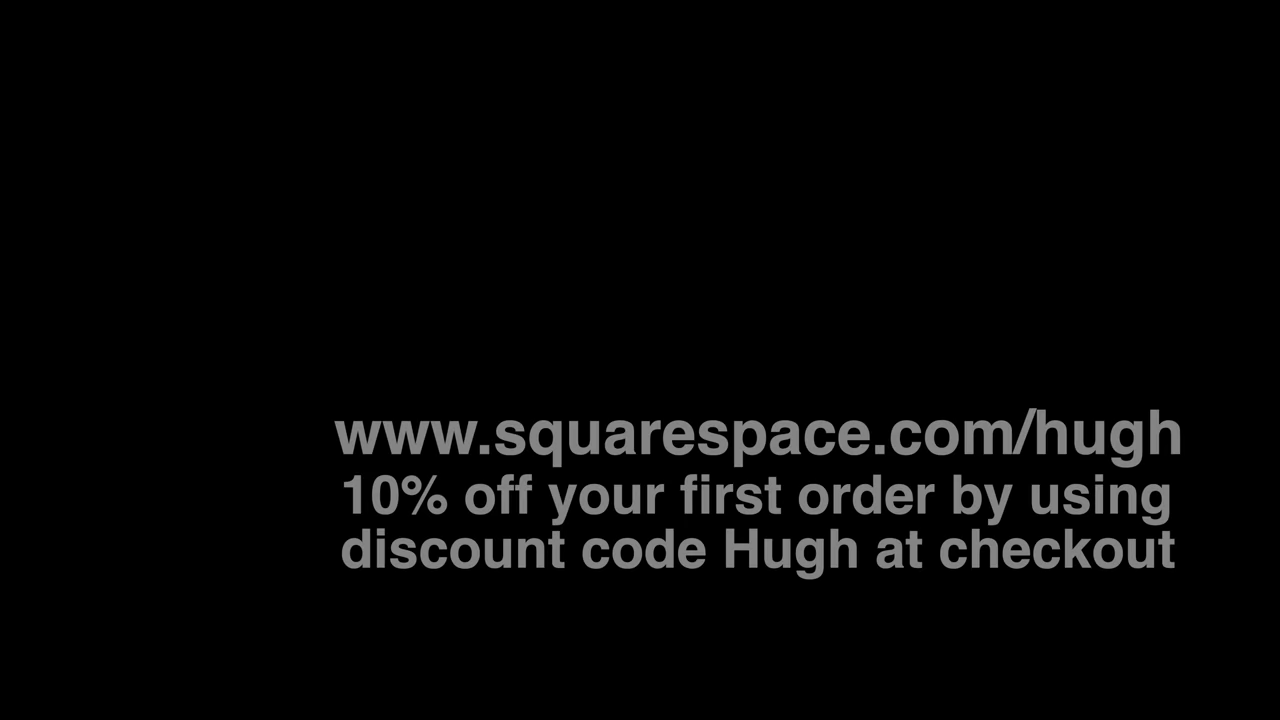 www.squarespace.com/hugh
10% off your first order by using
discount code Hugh at checkout